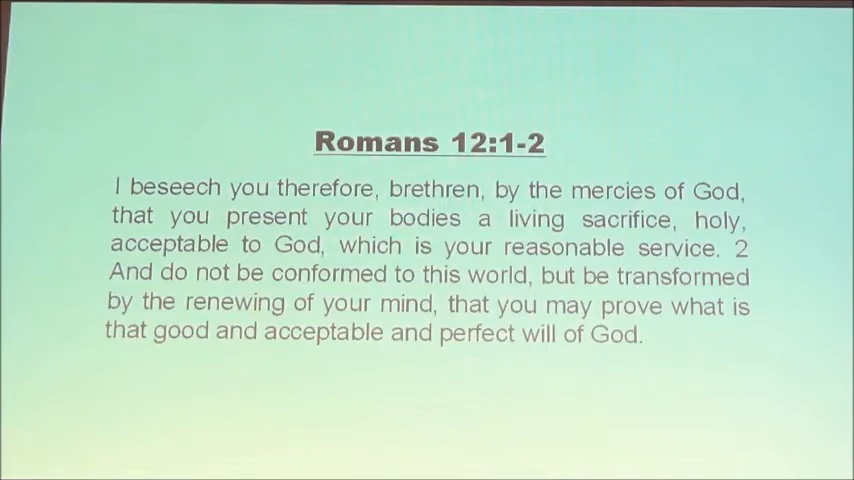 Romans 12:1-2
I beseech you therefore, brethren, by the mercies of God,
that you present your bodies a living sacrifice, holy,
acceptable to God, which is your reasonable service. 2
And do not be conformed to this world, but be transformed
by the renewing of your mind, that you may prove what is
that good and acceptable and perfect will of God.